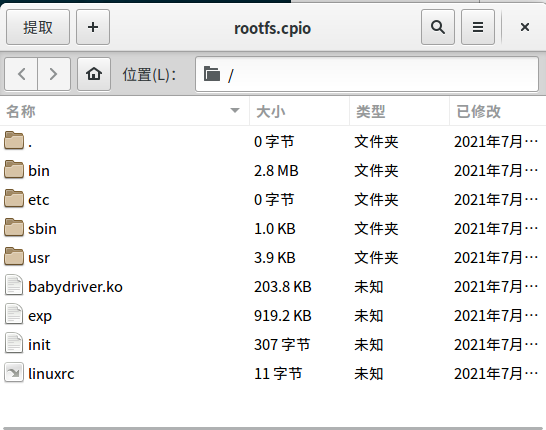 提取 + rootfs.cpio
位置(L)： /
名称 大小 类型 已修改
. 0 字节 文件夹 2021年7月…
bin 2.8 MB 文件夹 2021年7月…
etc 0 字节 文件夹 2021年7月…
sbin 1.0 KB 文件夹 2021年7月…
usr 3.9 KB 文件夹 2021年7月…
babydriver.ko 203.8 KB 未知 2021年7月…
exp 919.2 KB 未知 2021年7月…
init 307 字节 未知 2021年7月…
linuxrc 11 字节 未知 2021年7月…